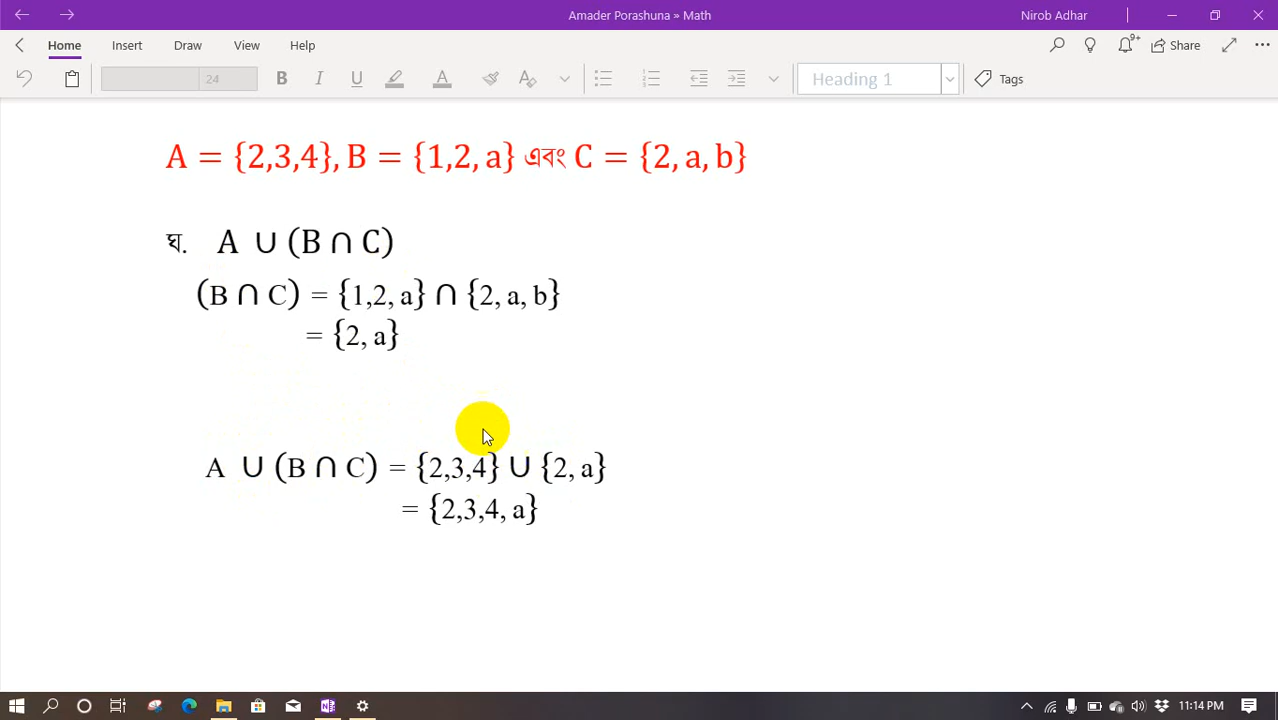 Amader Porashuna » Math
Nirob Adhar
Home Insert Draw View Help
9+
Share
24
B I U A
Heading 1
Tags
A = {2,3,4}, B = {1,2, a} এবং C = {2, a, b}
ঘ. A ∪ (B ∩ C)
(B ∩ C) = {1,2, a} ∩ {2, a, b}
= {2, a}
A ∪ (B ∩ C) = {2,3,4} ∪ {2, a}
= {2,3,4, a}
11:14 PM